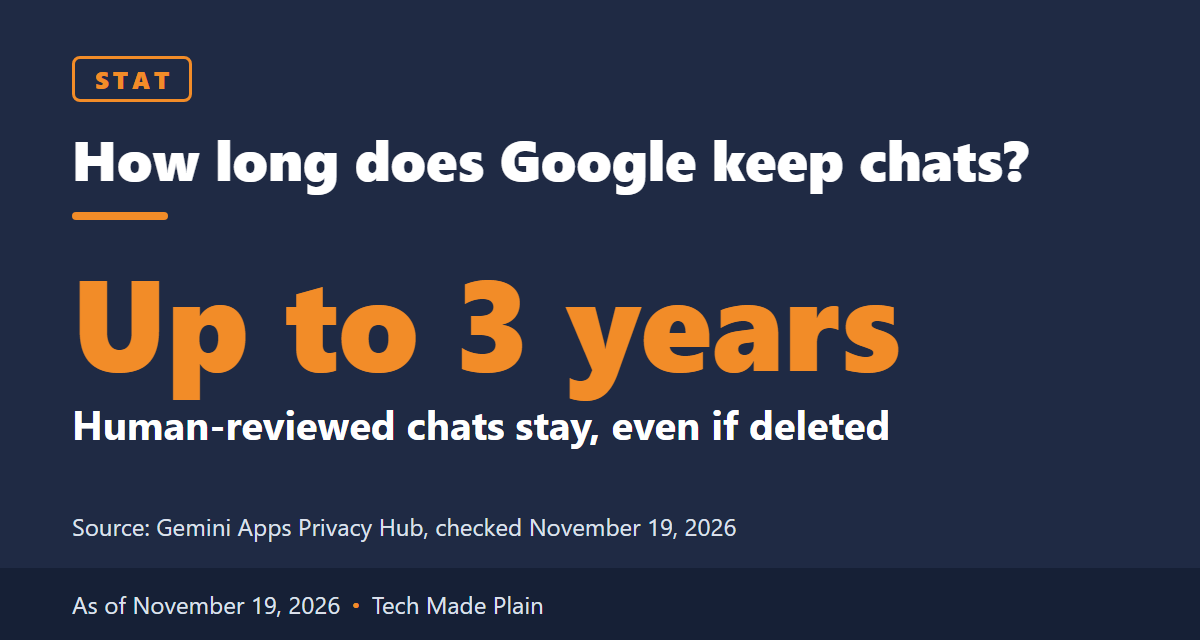 STAT
How long does Google keep chats?
Up to 3 years
Human-reviewed chats stay, even if deleted
Source: Gemini Apps Privacy Hub, checked November 19, 2026
As of November 19, 2026 • Tech Made Plain